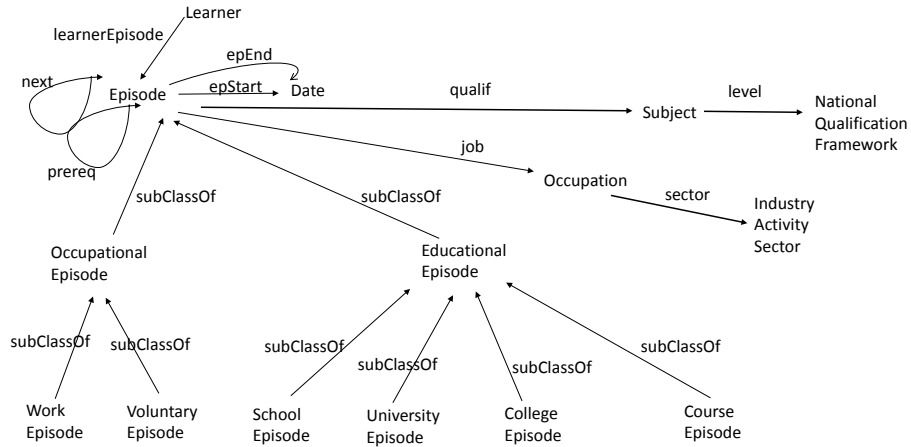 Learner
learnerEpisode
epEnd
next
Episode
epStart
Date
qualif
level
Subject
National
Qualification
Framework
prereq
job
Occupation
sector
Industry
Activity
Sector
subClassOf
subClassOf
Occupational
Episode
Educational
Episode
subClassOf
subClassOf
subClassOf
subClassOf
subClassOf
subClassOf
Work
Episode
Voluntary
Episode
School
Episode
University
Episode
College
Episode
Course
Episode